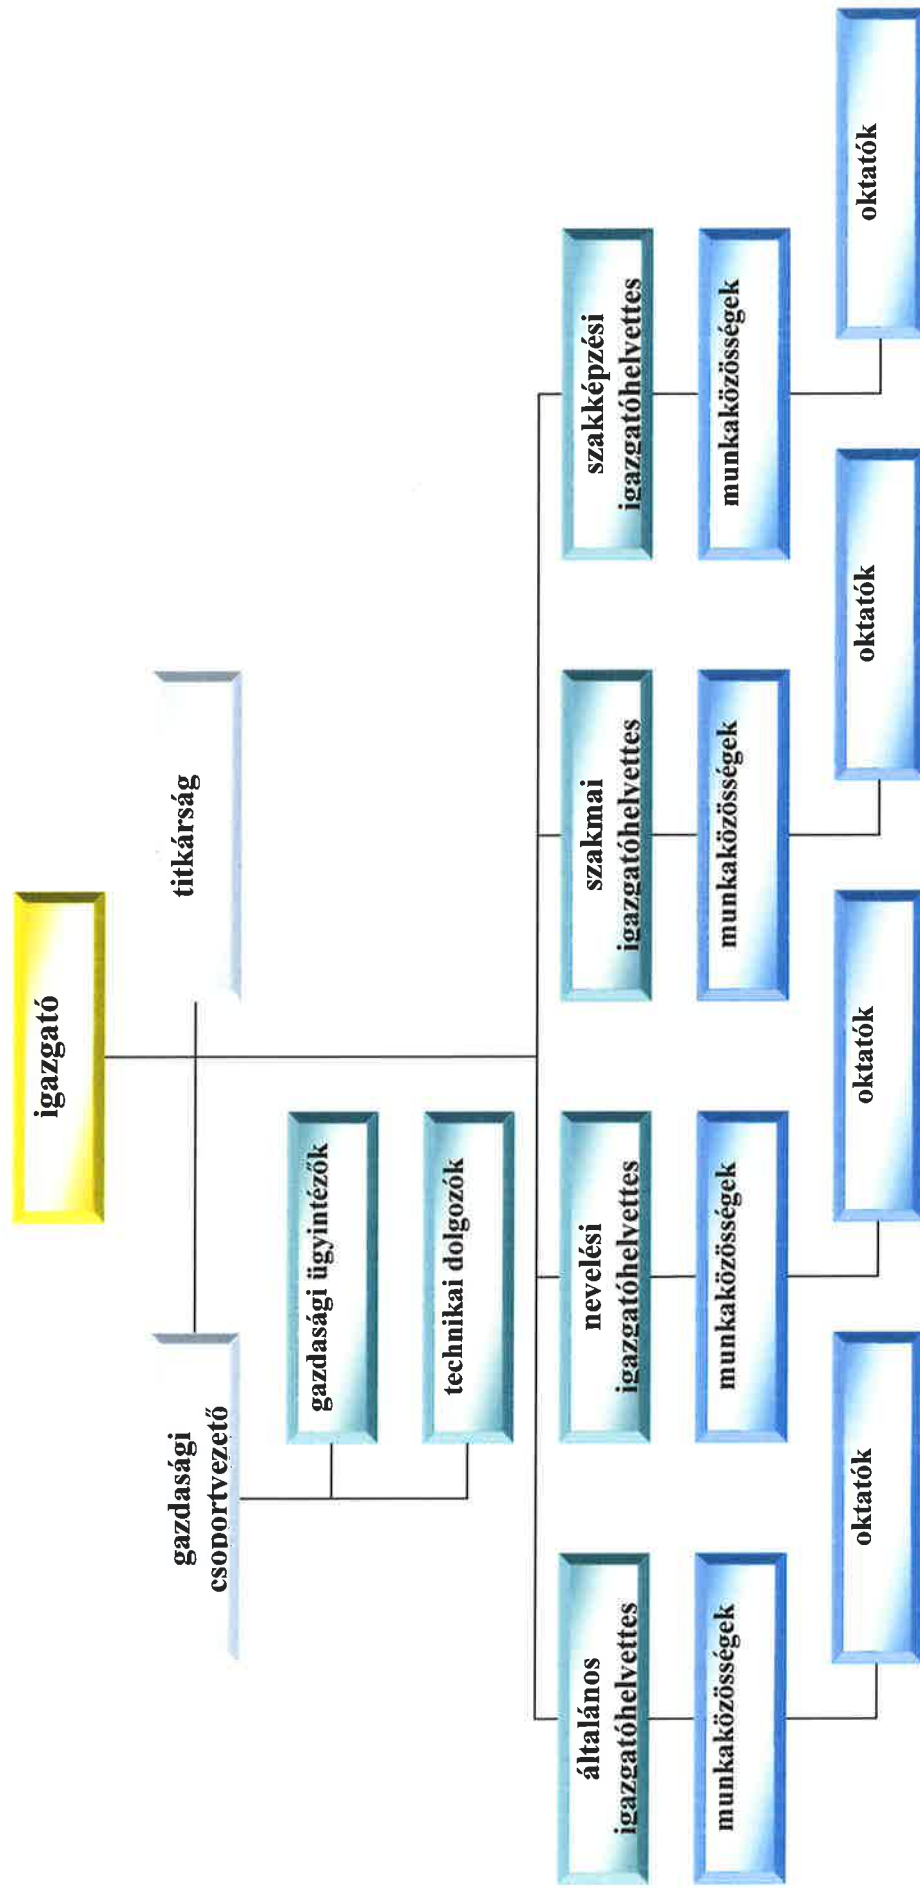 igazgató
gazdasági
csoportvezető
titkárság
gazdasági ügyintézők
technikai dolgozók
általános
igazgatóhelyettes
nevelési
igazgatóhelyettes
szakmai
igazgatóhelyettes
szakképzési
igazgatóhelyettes
munkaközösségek
munkaközösségek
munkaközösségek
munkaközösségek
oktatók
oktatók
oktatók
oktatók